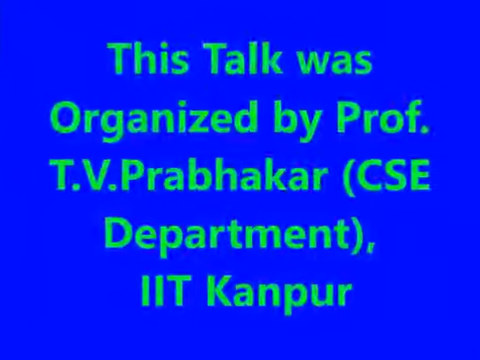 This Talk was
Organized by Prof.
T.V.Prabhakar (CSE
Department),
IIT Kanpur